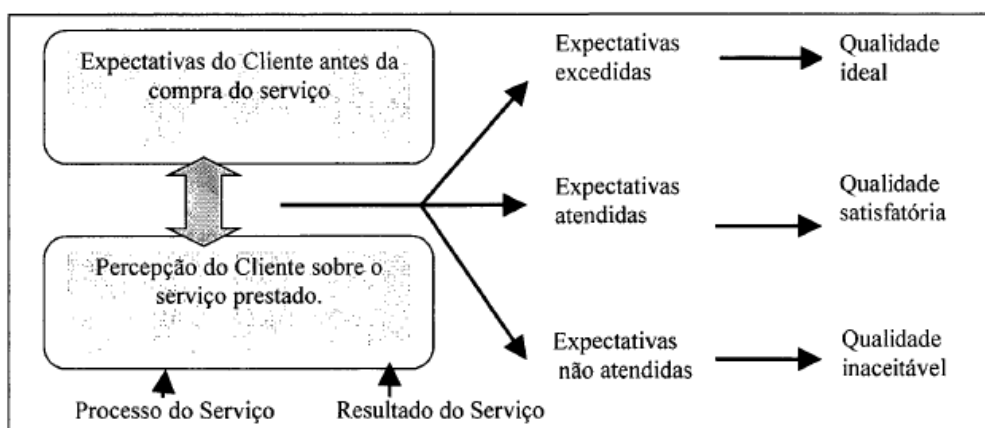 Expectativas do Cliente antes da
compra do serviço
Percepção do Cliente sobre o
serviço prestado.
Processo do Serviço
Resultado do Serviço
Expectativas
excedidas
Qualidade
ideal
Expectativas
atendidas
Qualidade
satisfatória
Expectativas
não atendidas
Qualidade
inaceitável